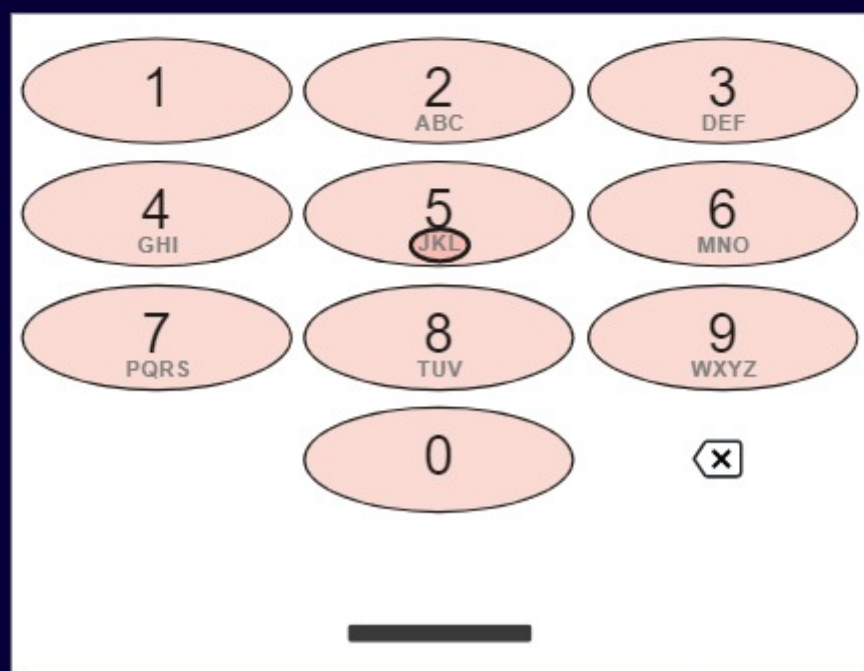 1 2 3
ABC DEF
4 5 6
GHI JKL MNO
7 8 9
PQRS TUV WXYZ
0